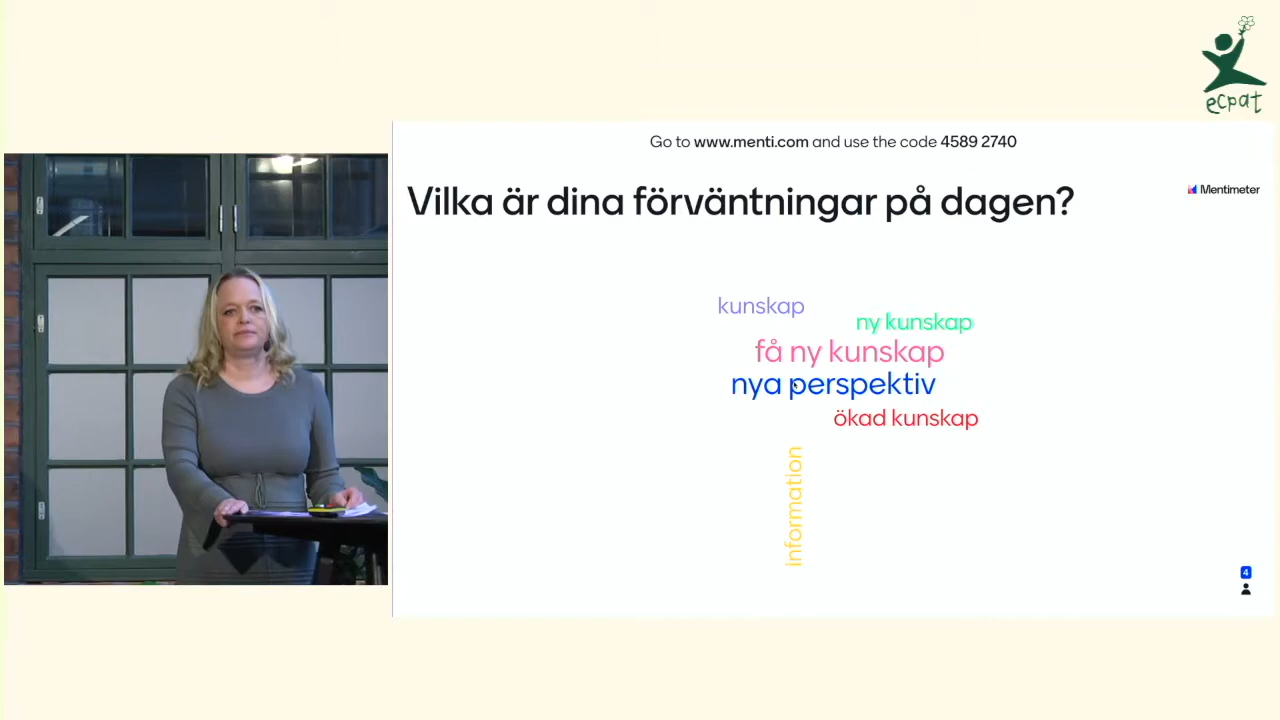 ecpat
Go to www.menti.com and use the code 4589 2740
Mentimeter
Vilka är dina förväntningar på dagen?
kunskap
ny kunskap
få ny kunskap
nya perspektiv
ökad kunskap
information
4